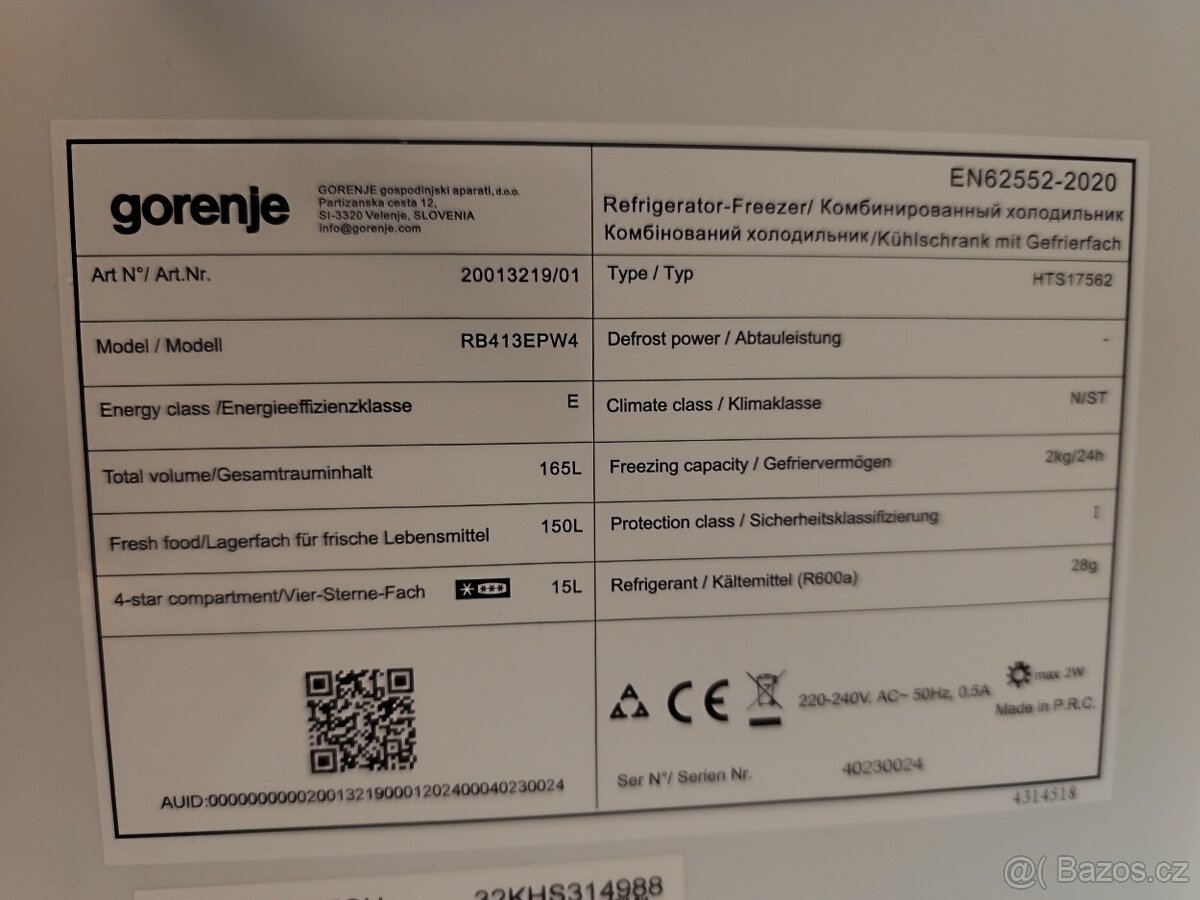 gorenje
GORENJE gospodinjski aparati, d.o.o.
Partizanska cesta 12,
SI-3320 Velenje, SLOVENIA
info@gorenje.com
EN62552-2020
Refrigerator-Freezer/ Комбинированный холодильник
Комбінований холодильник/Kühlschrank mit Gefrierfach
Art N°/ Art.Nr. 20013219/01
Type / Typ HTS17562
Model / Modell RB413EPW4
Defrost power / Abtauleistung -
Energy class /Energieeffizienzklasse E
Climate class / Klimaklasse N/ST
Total volume/Gesamtrauminhalt 165L
Freezing capacity / Gefriervermögen 2kg/24h
Fresh food/Lagerfach für frische Lebensmittel 150L
Protection class / Sicherheitsklassifizierung I
4-star compartment/Vier-Sterne-Fach 15L
Refrigerant / Kältemittel (R600a) 28g
CE
220-240V. AC~ 50Hz, 0.5A
max 2W
Made in P.R.C.
AUID:0000000000200132190001202400040230024
Ser N°/ Serien Nr. 40230024
4314518
22KHS314988
@( Bazos.cz